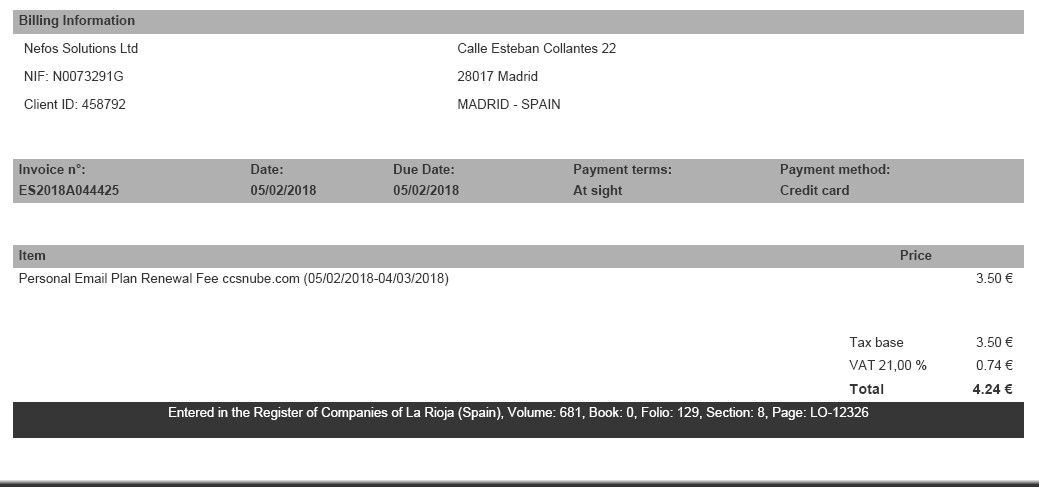 Billing Information
Nefos Solutions Ltd Calle Esteban Collantes 22
NIF: N0073291G 28017 Madrid
Client ID: 458792 MADRID - SPAIN
Invoice n°: Date: Due Date: Payment terms: Payment method:
ES2018A044425 05/02/2018 05/02/2018 At sight Credit card
Item Price
Personal Email Plan Renewal Fee ccsnube.com (05/02/2018-04/03/2018) 3.50 €
Tax base 3.50 €
VAT 21,00 % 0.74 €
Total 4.24 €
Entered in the Register of Companies of La Rioja (Spain), Volume: 681, Book: 0, Folio: 129, Section: 8, Page: LO-12326